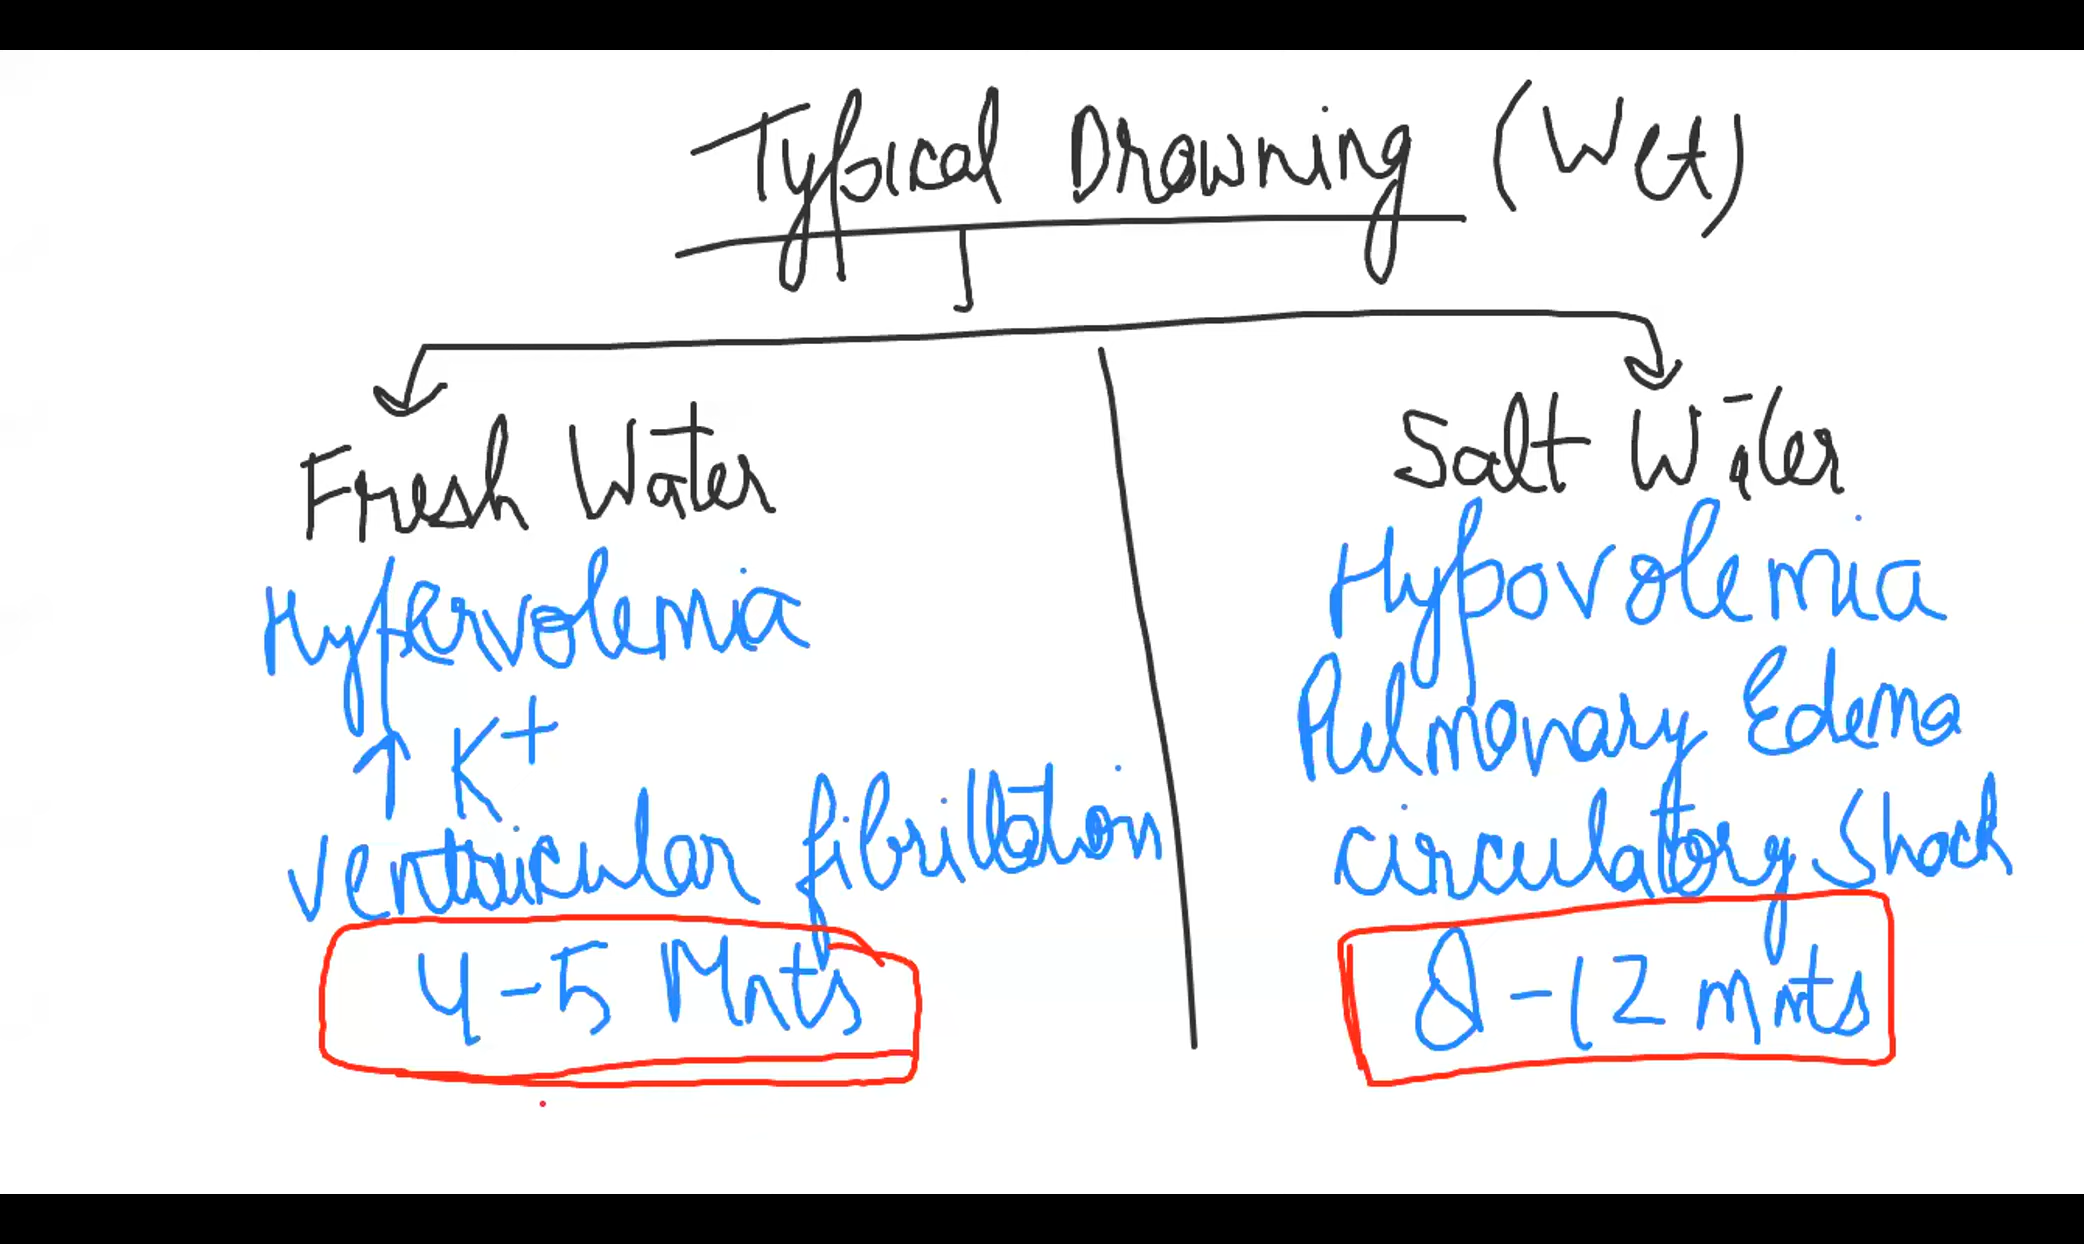 Typical Drowning (Wet)
Fresh Water
Hypervolemia
↑ K+
ventricular fibrillation
4-5 Mnts
Salt Water
Hypovolemia
Pulmonary Edema
circulatory Shock
8-12 mnts